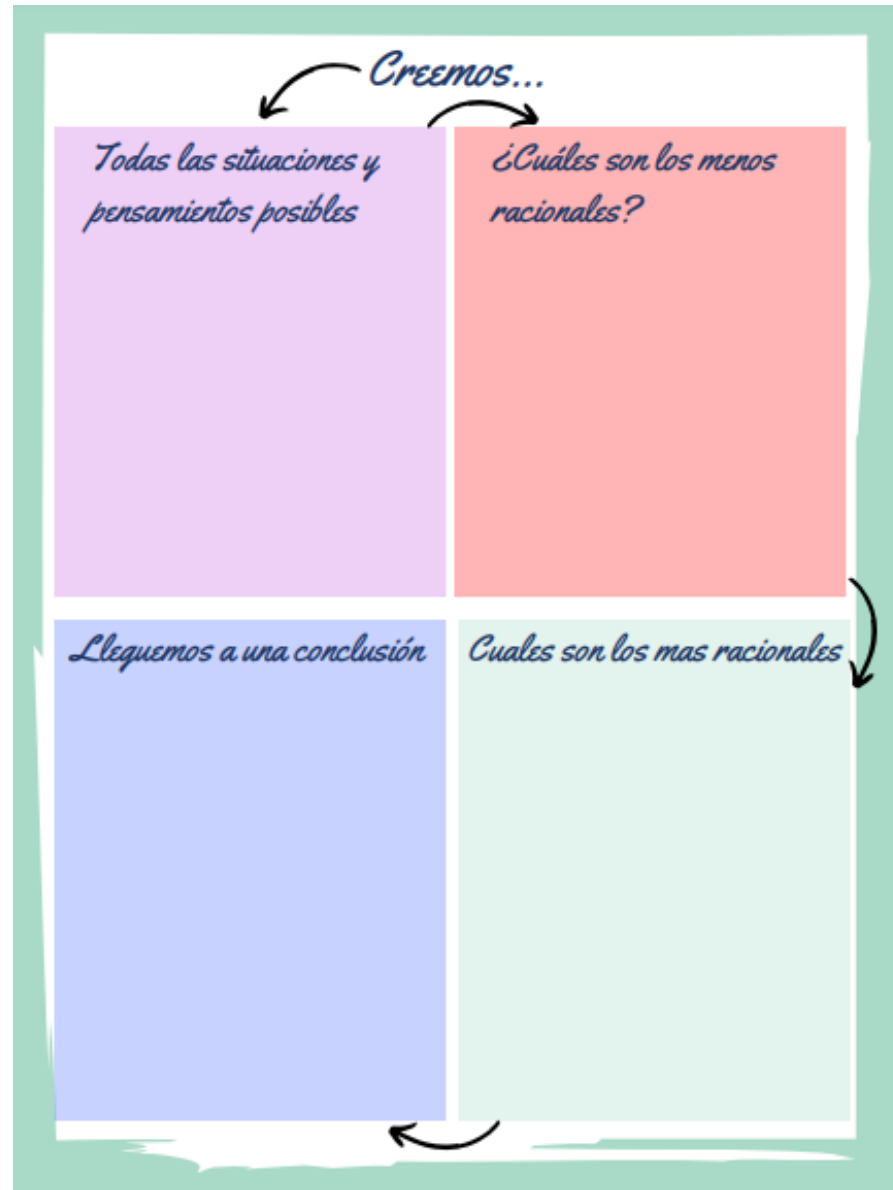 Creemos...
Todas las situaciones y
pensamientos posibles
¿Cuáles son los menos
racionales?
Cuales son los mas racionales
Lleguemos a una conclusión